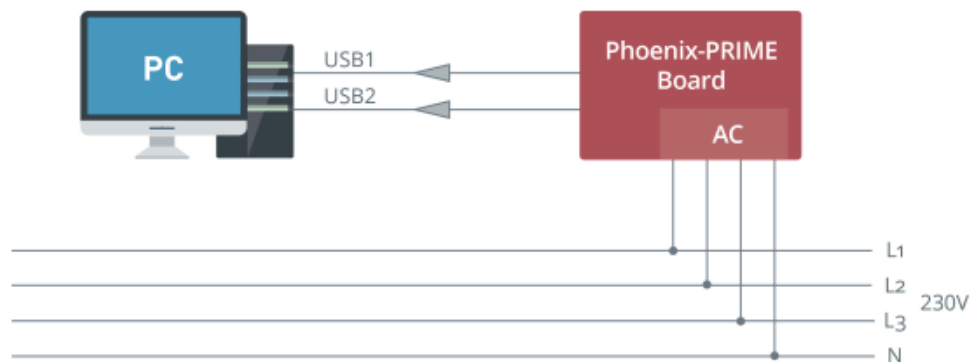 PC
USB1
USB2
Phoenix-PRIME
Board
AC
L1
L2
230V
L3
N